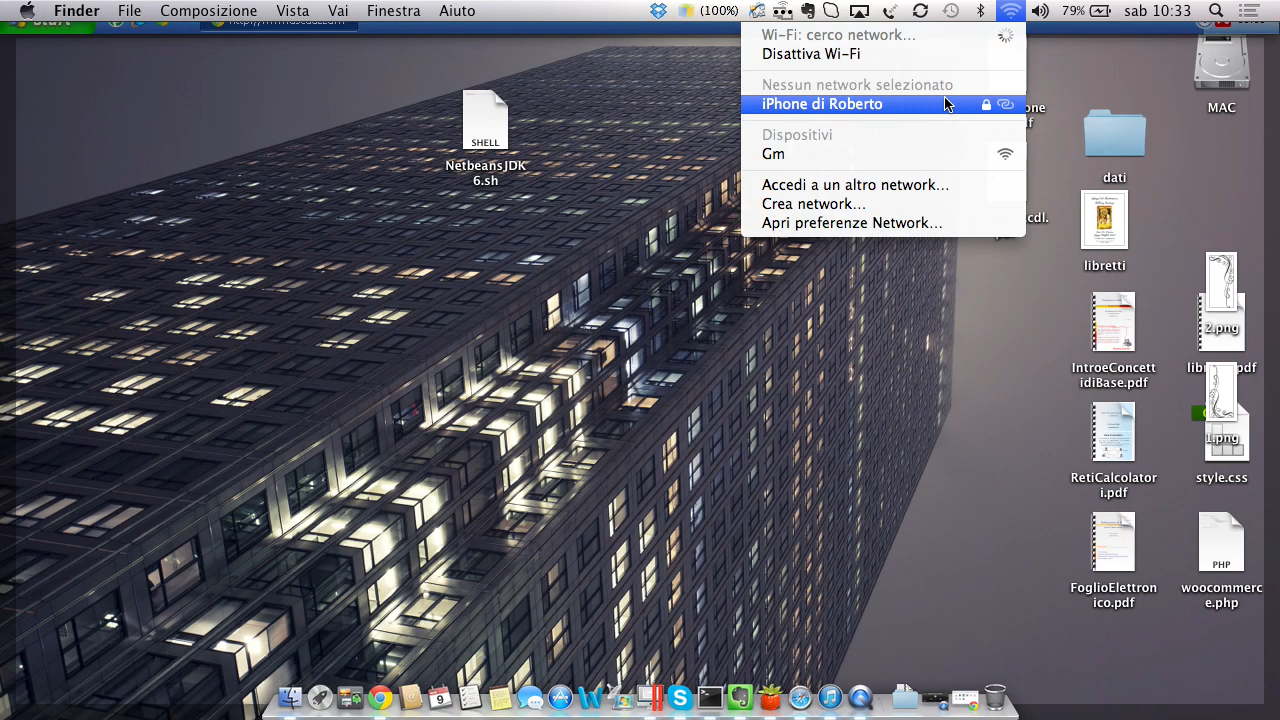 Finder File Composizione Vista Vai Finestra Aiuto (100%) 79% sab 10:33
Start
Wi-Fi: cerco network...
Disattiva Wi-Fi
Nessun network selezionato
iPhone di Roberto
Dispositivi
Gm
Accedi a un altro network...
Crea network...
Apri preferenze Network...
SHELL
NetbeansJDK
6.sh
MAC
dati
libretti
2.png
IntroeConcett
idiBase.pdf
1.png
RetiCalcolator
i.pdf
style.css
PHP
FoglioElettron
ico.pdf
woocommerc
e.php
9